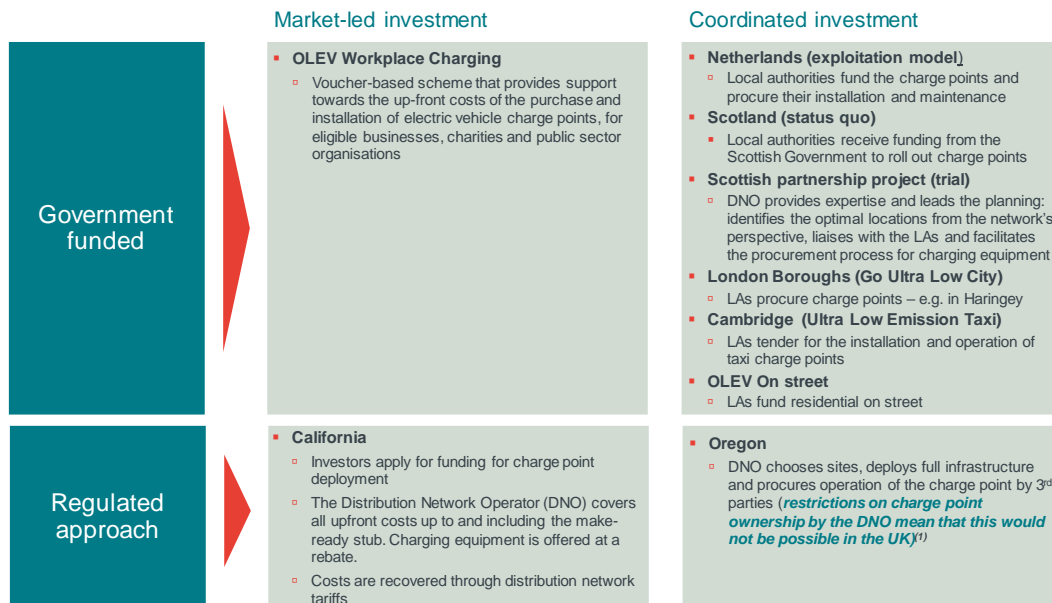 Market-led investment
Coordinated investment
Government
funded
▪ OLEV Workplace Charging
▫ Voucher-based scheme that provides support
towards the up-front costs of the purchase and
installation of electric vehicle charge points, for
eligible businesses, charities and public sector
organisations
▪ Netherlands (exploitation model)
▫ Local authorities fund the charge points and
procure their installation and maintenance
▪ Scotland (status quo)
▪ Local authorities receive funding from the
Scottish Government to roll out charge points
▪ Scottish partnership project (trial)
▫ DNO provides expertise and leads the planning:
identifies the optimal locations from the network's
perspective, liaises with the LAs and facilitates
the procurement process for charging equipment
▪ London Boroughs (Go Ultra Low City)
▫ LAs procure charge points – e.g. in Haringey
▪ Cambridge (Ultra Low Emission Taxi)
▫ LAs tender for the installation and operation of
taxi charge points
▪ OLEV On street
▫ LAs fund residential on street
Regulated
approach
▪ California
▫ Investors apply for funding for charge point
deployment
▫ The Distribution Network Operator (DNO) covers
all upfront costs up to and including the make-
ready stub. Charging equipment is offered at a
rebate.
▫ Costs are recovered through distribution network
tariffs
▪ Oregon
▫ DNO chooses sites, deploys full infrastructure
and procures operation of the charge point by 3rd
parties (restrictions on charge point
ownership by the DNO mean that this would
not be possible in the UK)(1)